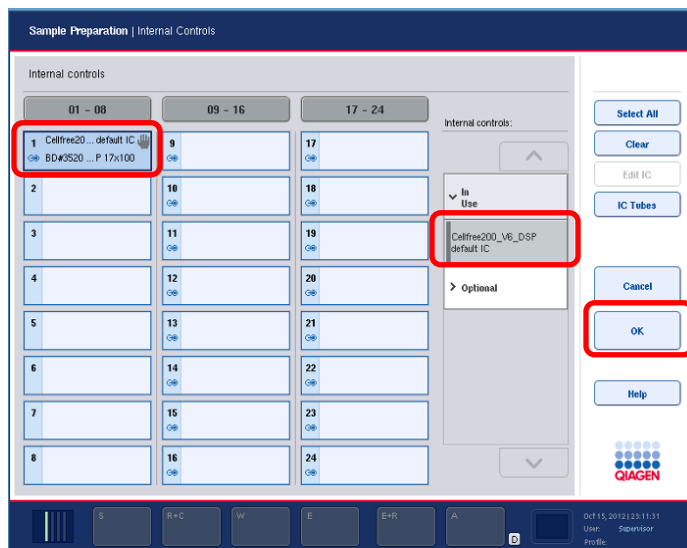 Sample Preparation | Internal Controls
Internal controls
01 - 08
09 - 16
17 - 24
1 Cellfree20 ... default IC
BD#3520 ... P 17x100
2
3
4
5
6
7
8
9
10
11
12
13
14
15
16
17
18
19
20
21
22
23
24
Internal controls:
In
Use
Cellfree200_V6_DSP
default IC
Optional
Select All
Clear
Edit IC
IC Tubes
Cancel
OK
Help
QIAGEN
S
R+C
W
E
E+R
A
D
Oct 15, 2012 | 23:11:31
User: Supervisor
Profile: